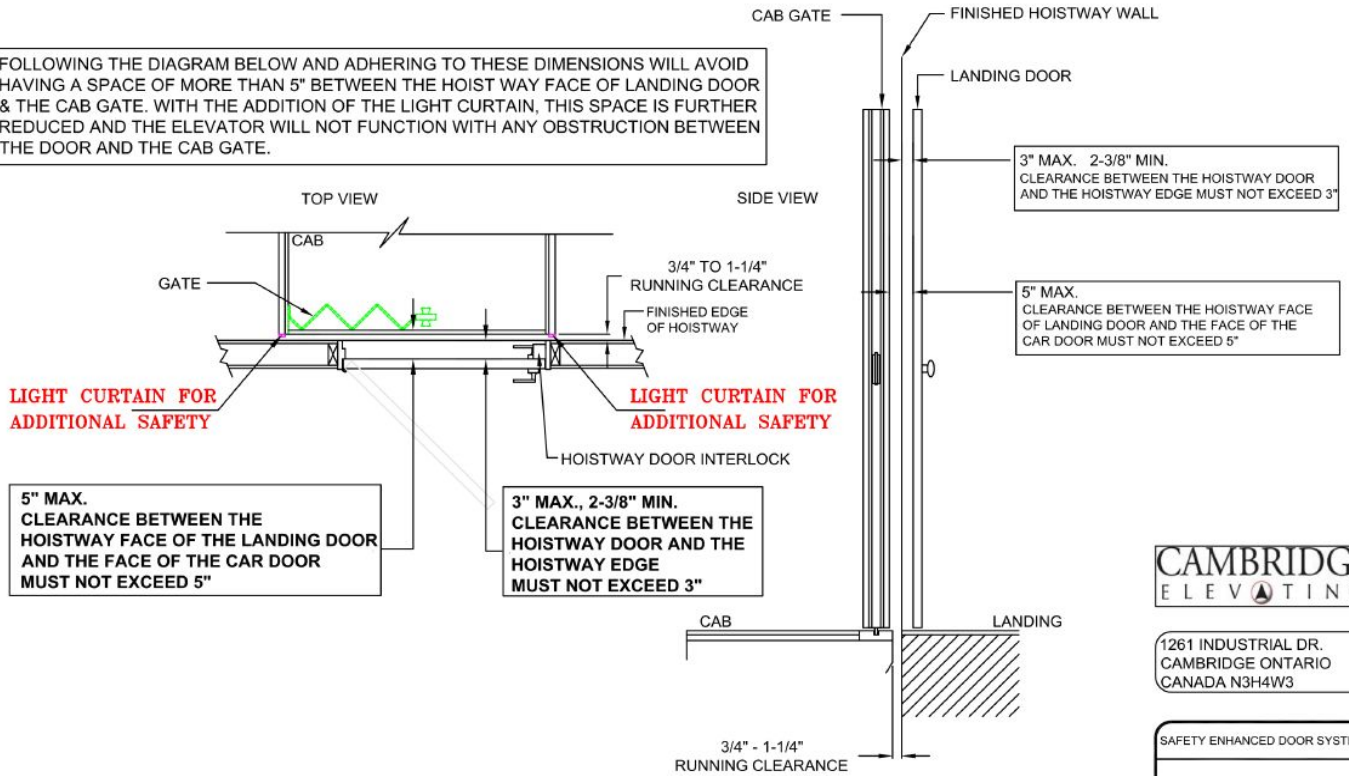 CAB GATE
FINISHED HOISTWAY WALL
LANDING DOOR
FOLLOWING THE DIAGRAM BELOW AND ADHERING TO THESE DIMENSIONS WILL AVOID
HAVING A SPACE OF MORE THAN 5" BETWEEN THE HOIST WAY FACE OF LANDING DOOR
& THE CAB GATE. WITH THE ADDITION OF THE LIGHT CURTAIN, THIS SPACE IS FURTHER
REDUCED AND THE ELEVATOR WILL NOT FUNCTION WITH ANY OBSTRUCTION BETWEEN
THE DOOR AND THE CAB GATE.
3" MAX. 2-3/8" MIN.
CLEARANCE BETWEEN THE HOISTWAY DOOR
AND THE HOISTWAY EDGE MUST NOT EXCEED 3"
TOP VIEW
SIDE VIEW
CAB
GATE
3/4" TO 1-1/4"
RUNNING CLEARANCE
FINISHED EDGE
OF HOISTWAY
5" MAX.
CLEARANCE BETWEEN THE HOISTWAY FACE
OF LANDING DOOR AND THE FACE OF THE
CAR DOOR MUST NOT EXCEED 5"
LIGHT CURTAIN FOR
ADDITIONAL SAFETY
LIGHT CURTAIN FOR
ADDITIONAL SAFETY
HOISTWAY DOOR INTERLOCK
5" MAX.
CLEARANCE BETWEEN THE
HOISTWAY FACE OF THE LANDING DOOR
AND THE FACE OF THE CAR DOOR
MUST NOT EXCEED 5"
3" MAX., 2-3/8" MIN.
CLEARANCE BETWEEN THE
HOISTWAY DOOR AND THE
HOISTWAY EDGE
MUST NOT EXCEED 3"
CAMBRIDG
ELEVATIN
CAB
LANDING
1261 INDUSTRIAL DR.
CAMBRIDGE ONTARIO
CANADA N3H4W3
SAFETY ENHANCED DOOR SYST
3/4" - 1-1/4"
RUNNING CLEARANCE